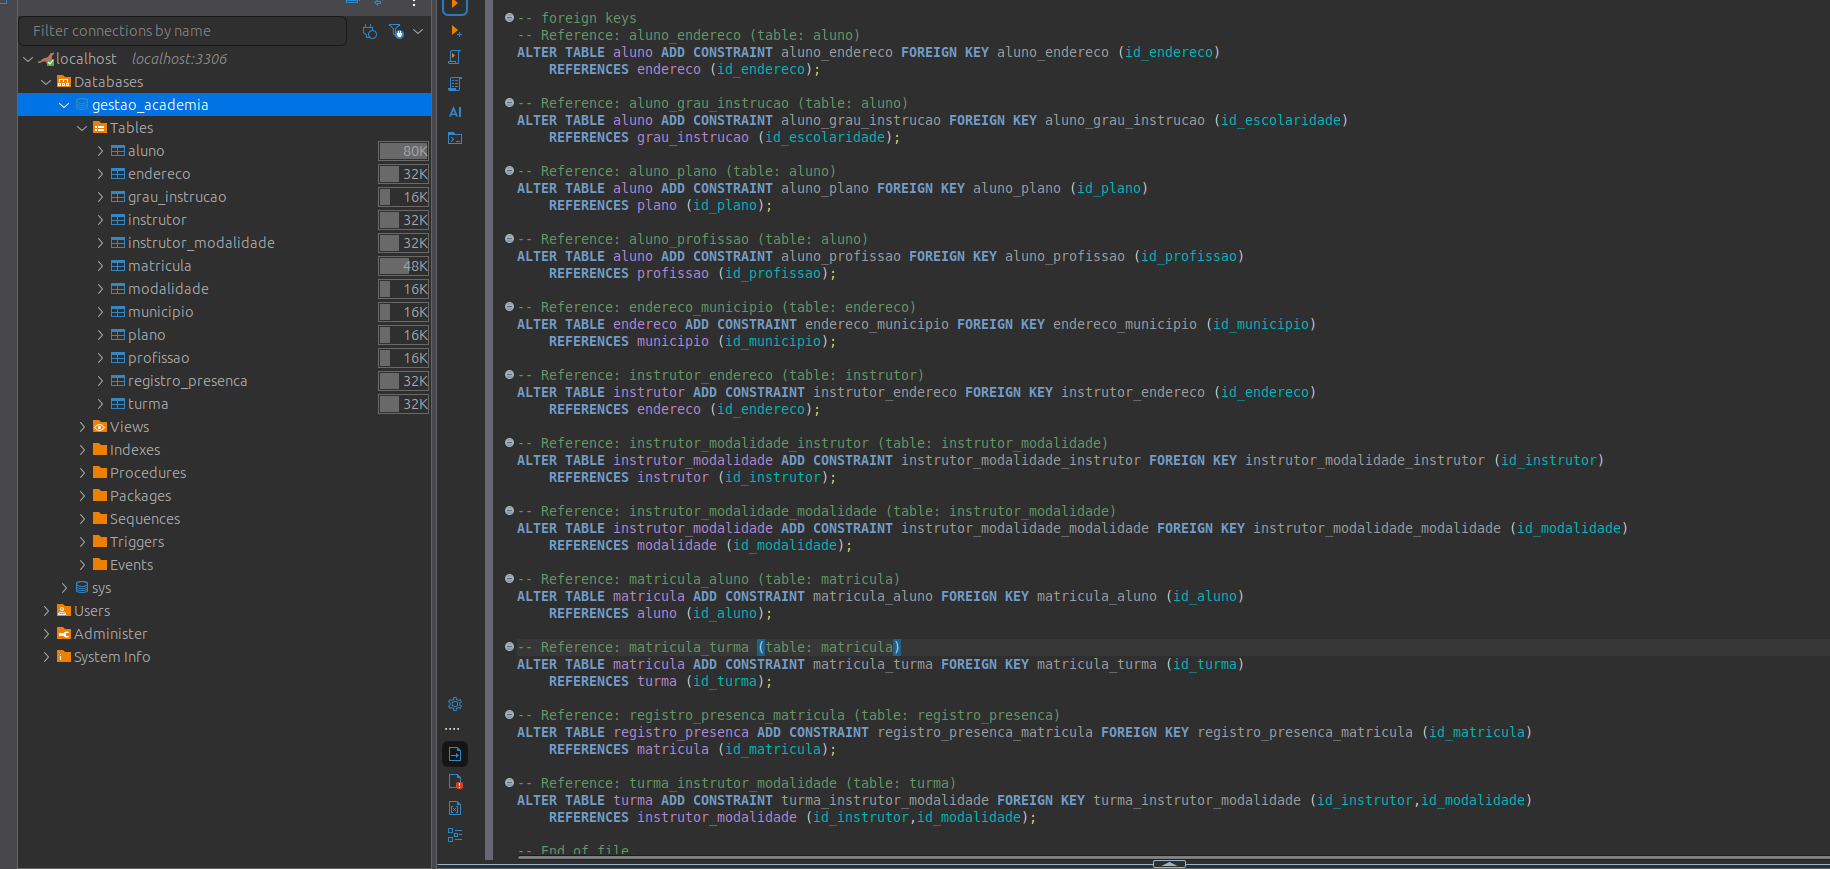 Filter connections by name
localhost localhost:3306
Databases
gestao_academia
Tables
aluno 80K
endereco 32K
grau_instrucao 16K
instrutor 32K
instrutor_modalidade 32K
matricula 48K
modalidade 16K
municipio 16K
plano 16K
profissao 16K
registro_presenca 32K
turma 32K
Views
Indexes
Procedures
Packages
Sequences
Triggers
Events
sys
Users
Administer
System Info
AI
-- foreign keys
-- Reference: aluno_endereco (table: aluno)
ALTER TABLE aluno ADD CONSTRAINT aluno_endereco FOREIGN KEY aluno_endereco (id_endereco)
    REFERENCES endereco (id_endereco);
-- Reference: aluno_grau_instrucao (table: aluno)
ALTER TABLE aluno ADD CONSTRAINT aluno_grau_instrucao FOREIGN KEY aluno_grau_instrucao (id_escolaridade)
    REFERENCES grau_instrucao (id_escolaridade);
-- Reference: aluno_plano (table: aluno)
ALTER TABLE aluno ADD CONSTRAINT aluno_plano FOREIGN KEY aluno_plano (id_plano)
    REFERENCES plano (id_plano);
-- Reference: aluno_profissao (table: aluno)
ALTER TABLE aluno ADD CONSTRAINT aluno_profissao FOREIGN KEY aluno_profissao (id_profissao)
    REFERENCES profissao (id_profissao);
-- Reference: endereco_municipio (table: endereco)
ALTER TABLE endereco ADD CONSTRAINT endereco_municipio FOREIGN KEY endereco_municipio (id_municipio)
    REFERENCES municipio (id_municipio);
-- Reference: instrutor_endereco (table: instrutor)
ALTER TABLE instrutor ADD CONSTRAINT instrutor_endereco FOREIGN KEY instrutor_endereco (id_endereco)
    REFERENCES endereco (id_endereco);
-- Reference: instrutor_modalidade_instrutor (table: instrutor_modalidade)
ALTER TABLE instrutor_modalidade ADD CONSTRAINT instrutor_modalidade_instrutor FOREIGN KEY instrutor_modalidade_instrutor (id_instrutor)
    REFERENCES instrutor (id_instrutor);
-- Reference: instrutor_modalidade_modalidade (table: instrutor_modalidade)
ALTER TABLE instrutor_modalidade ADD CONSTRAINT instrutor_modalidade_modalidade FOREIGN KEY instrutor_modalidade_modalidade (id_modalidade)
    REFERENCES modalidade (id_modalidade);
-- Reference: matricula_aluno (table: matricula)
ALTER TABLE matricula ADD CONSTRAINT matricula_aluno FOREIGN KEY matricula_aluno (id_aluno)
    REFERENCES aluno (id_aluno);
-- Reference: matricula_turma (table: matricula)
ALTER TABLE matricula ADD CONSTRAINT matricula_turma FOREIGN KEY matricula_turma (id_turma)
    REFERENCES turma (id_turma);
-- Reference: registro_presenca_matricula (table: registro_presenca)
ALTER TABLE registro_presenca ADD CONSTRAINT registro_presenca_matricula FOREIGN KEY registro_presenca_matricula (id_matricula)
    REFERENCES matricula (id_matricula);
-- Reference: turma_instrutor_modalidade (table: turma)
ALTER TABLE turma ADD CONSTRAINT turma_instrutor_modalidade FOREIGN KEY turma_instrutor_modalidade (id_instrutor,id_modalidade)
    REFERENCES instrutor_modalidade (id_instrutor,id_modalidade);
-- End of file